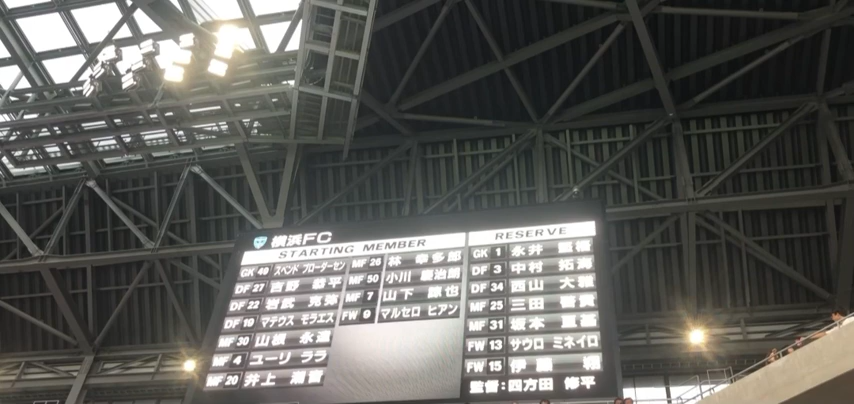 横浜FC
STARTING MEMBER
GK 49 スベンド ブローダーセン
DF 27 吉野 恭平
DF 22 岩武 克弥
DF 19 マテウス モラエス
MF 30 山根 永遠
MF 4 ユーリ ララ
MF 20 井上 潮音
MF 26 林 幸多郎
MF 50 小川 慶治朗
MF 7 山下 諒也
FW 9 マルセロ ヒアン
RESERVE
GK 1 永井 堅梧
DF 3 中村 拓海
DF 34 西山 大雅
MF 25 三田 啓貴
MF 31 坂本 亘基
FW 13 サウロ ミネイロ
FW 15 伊藤 翔
監督:四方田 修平